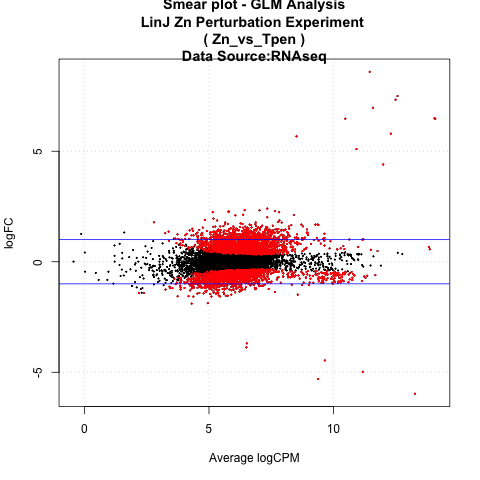 Smear plot - GLM Analysis
LinJ Zn Perturbation Experiment
( Zn_vs_Tpen )
Data Source:RNAseq
logFC
5
0
-5
0
5
10
Average logCPM